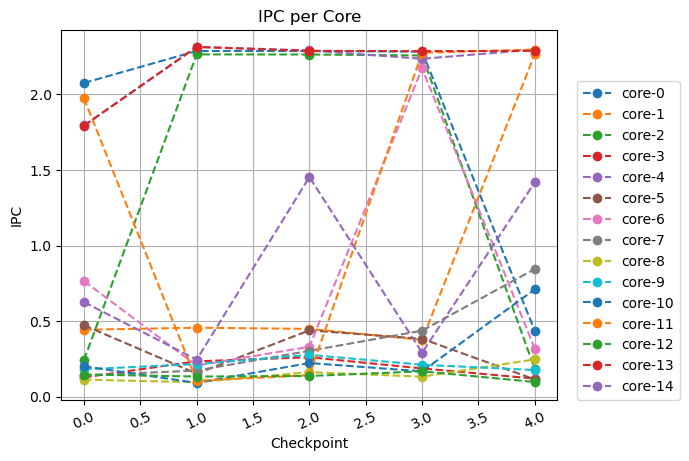 IPC per Core
IPC
2.0
1.5
1.0
0.5
0.0
0.0 0.5 1.0 1.5 2.0 2.5 3.0 3.5 4.0
Checkpoint
core-0
core-1
core-2
core-3
core-4
core-5
core-6
core-7
core-8
core-9
core-10
core-11
core-12
core-13
core-14